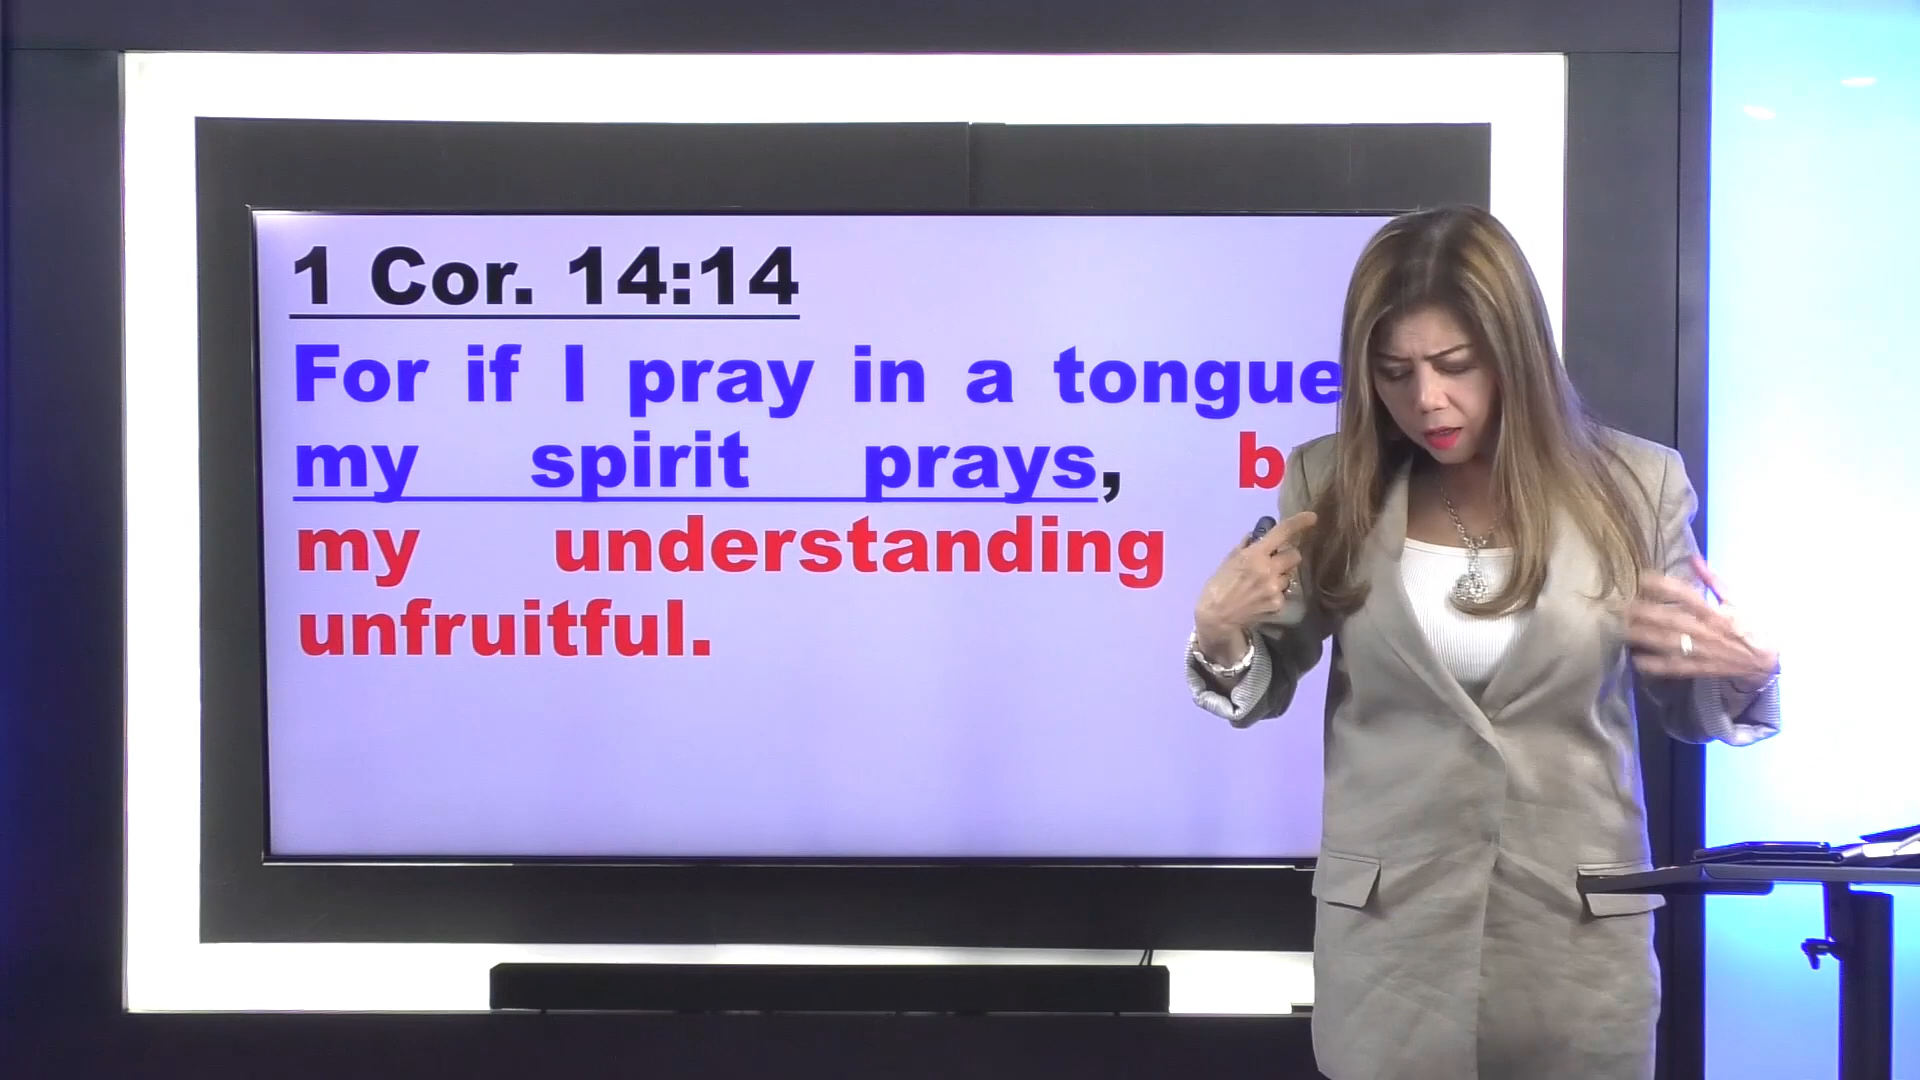 1 Cor. 14:14
For if I pray in a tongue
my spirit prays,
my understanding
unfruitful.